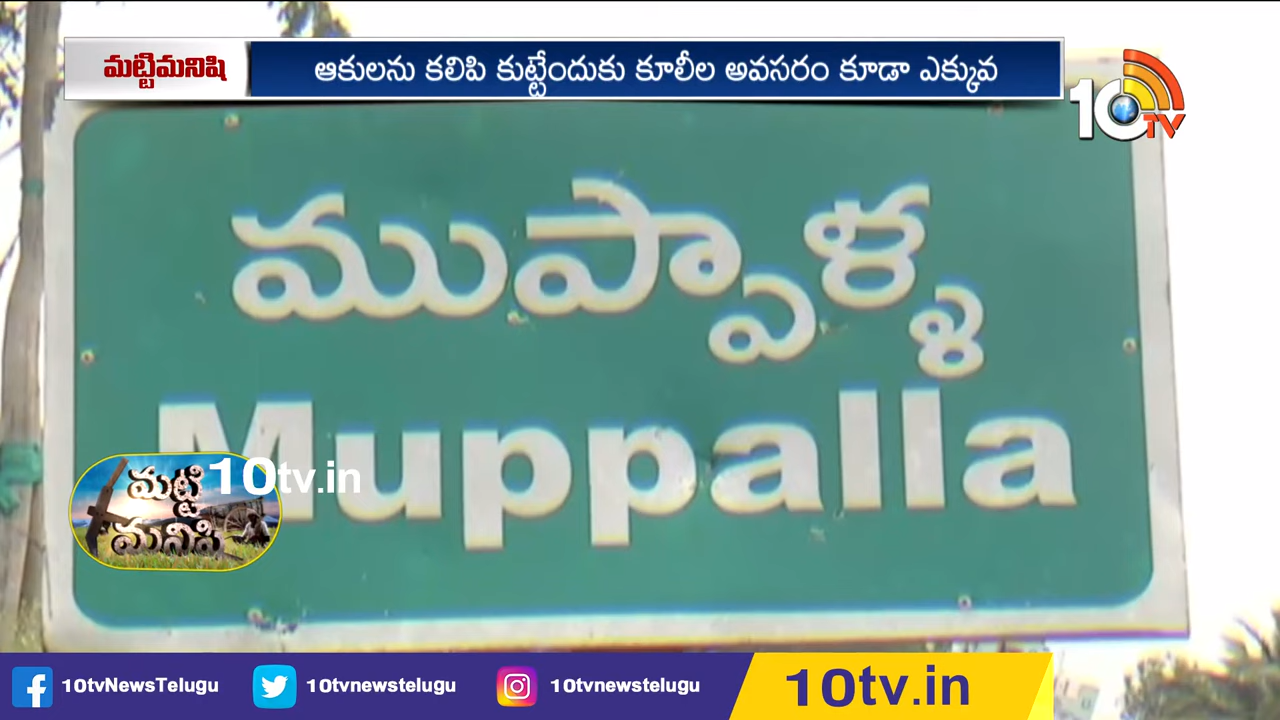 మట్టిమనిషి
ఆకులను కలిపి కుట్టేందుకు కూలీల అవసరం కూడా ఎక్కువ
10TV
ముప్పాళ్ళ
Muppalla
10tv.in
మట్టి
మనిషి
10tvNewsTelugu
10tvnewstelugu
10tvnewstelugu
10tv.in